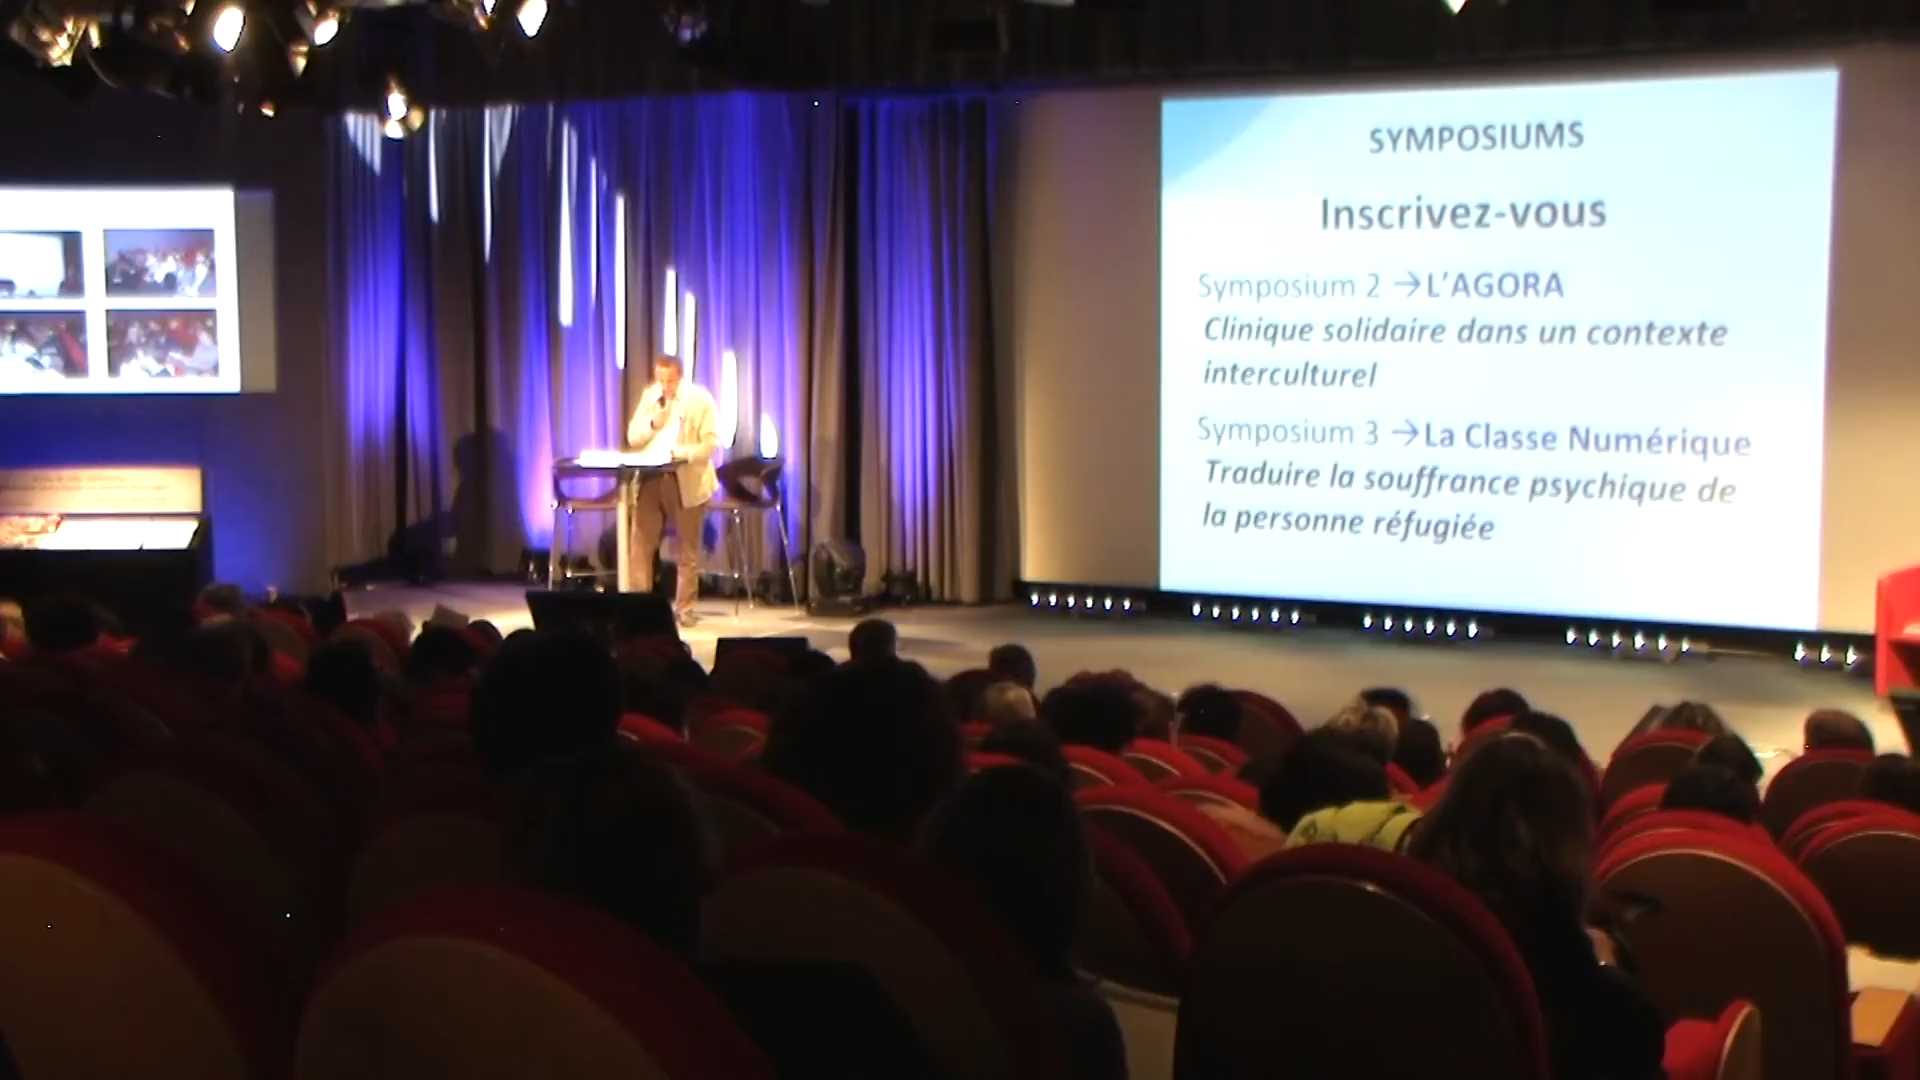 SYMPOSIUMS
Inscrivez-vous
Symposium 2 →L'AGORA
Clinique solidaire dans un contexte
interculturel
Symposium 3 →La Classe Numérique
Traduire la souffrance psychique de
la personne réfugiée